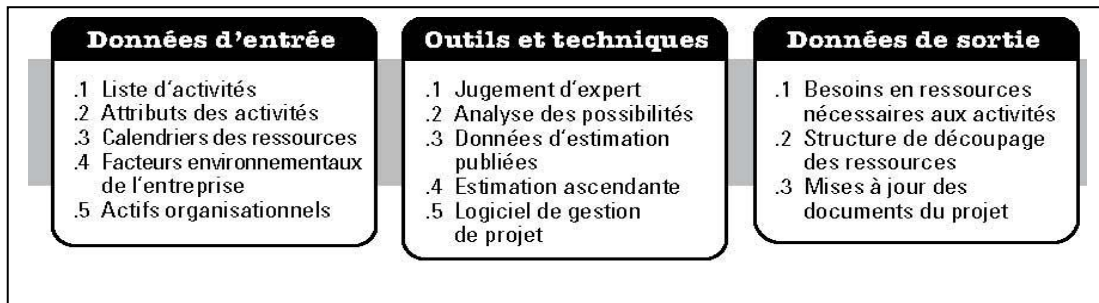 Données d'entrée
.1 Liste d'activités
.2 Attributs des activités
.3 Calendriers des ressources
.4 Facteurs environnementaux
de l'entreprise
.5 Actifs organisationnels
Outils et techniques
.1 Jugement d'expert
.2 Analyse des possibilités
.3 Données d'estimation
publiées
.4 Estimation ascendante
.5 Logiciel de gestion
de projet
Données de sortie
.1 Besoins en ressources
nécessaires aux activités
.2 Structure de découpage
des ressources
.3 Mises à jour des
documents du projet